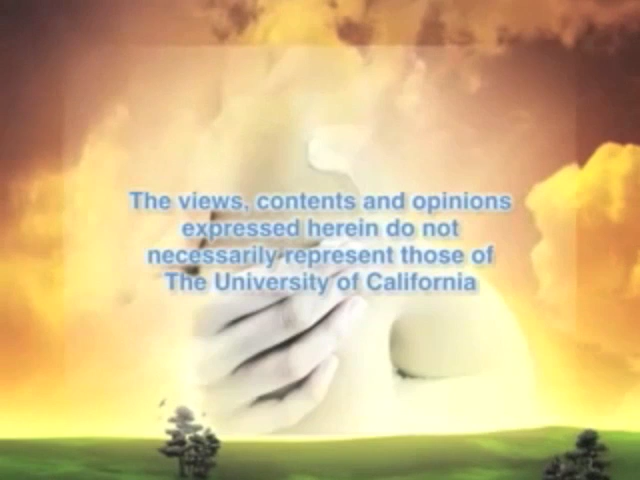 The views, contents and opinions
expressed herein do not
necessarily represent those of
The University of California